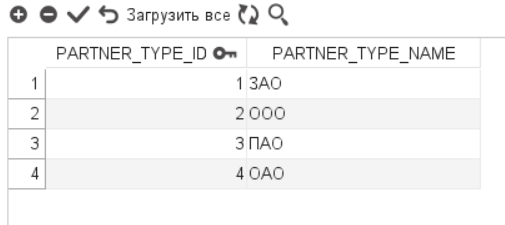 Загрузить все
PARTNER_TYPE_ID PARTNER_TYPE_NAME
1 1 ЗАО
2 2 ООО
3 3 ПАО
4 4 ОАО